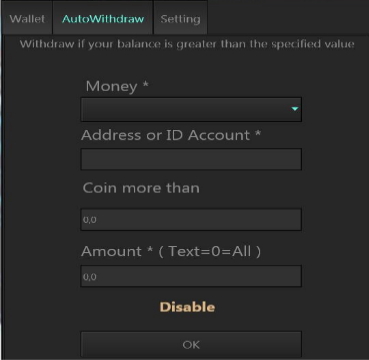 Wallet AutoWithdraw Setting
Withdraw if your balance is greater than the specified value
Money *
Address or ID Account *
Coin more than
0,0
Amount * ( Text=0=All )
0,0
Disable
OK